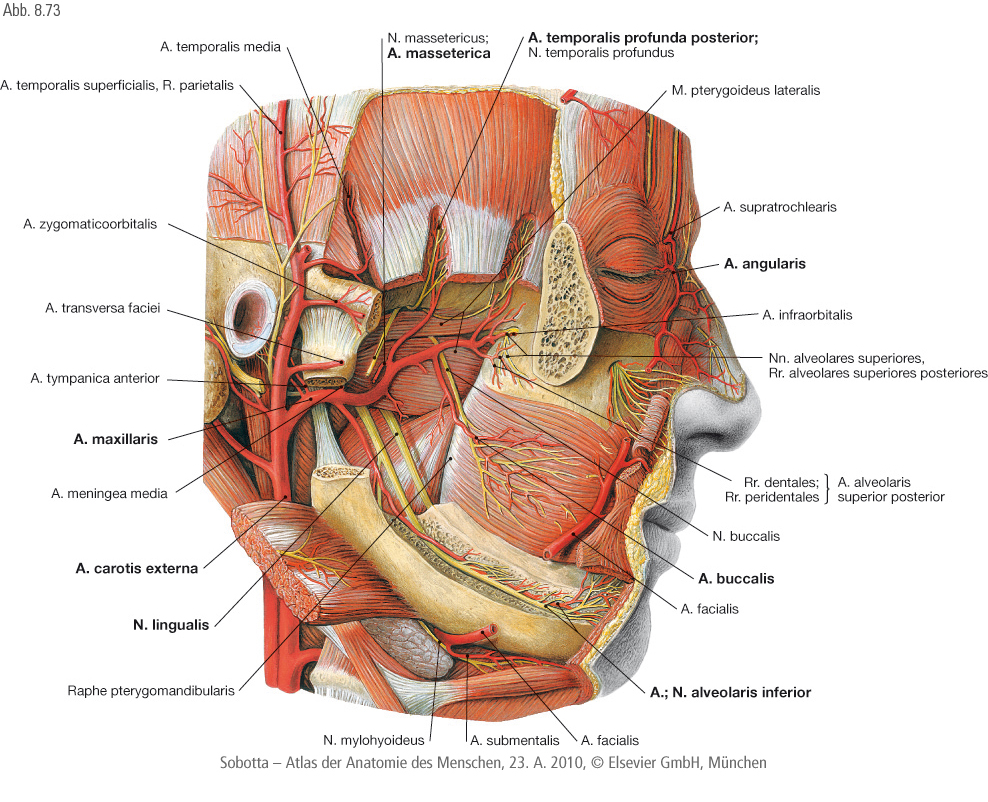 Abb. 8.73
A. temporalis media
N. massetericus;
A. masseterica
A. temporalis profunda posterior;
N. temporalis profundus
A. temporalis superficialis, R. parietalis
M. pterygoideus lateralis
A. zygomaticoorbitalis
A. supratrochlearis
A. angularis
A. transversa faciei
A. infraorbitalis
Nn. alveolares superiores,
Rr. alveolares superiores posteriores
A. tympanica anterior
A. maxillaris
A. meningea media
Rr. dentales;
Rr. peridentales
A. alveolaris
superior posterior
N. buccalis
A. carotis externa
A. buccalis
A. facialis
N. lingualis
Raphe pterygomandibularis
A.; N. alveolaris inferior
N. mylohyoideus
A. submentalis
A. facialis
Sobotta – Atlas der Anatomie des Menschen, 23. A. 2010, © Elsevier GmbH, München